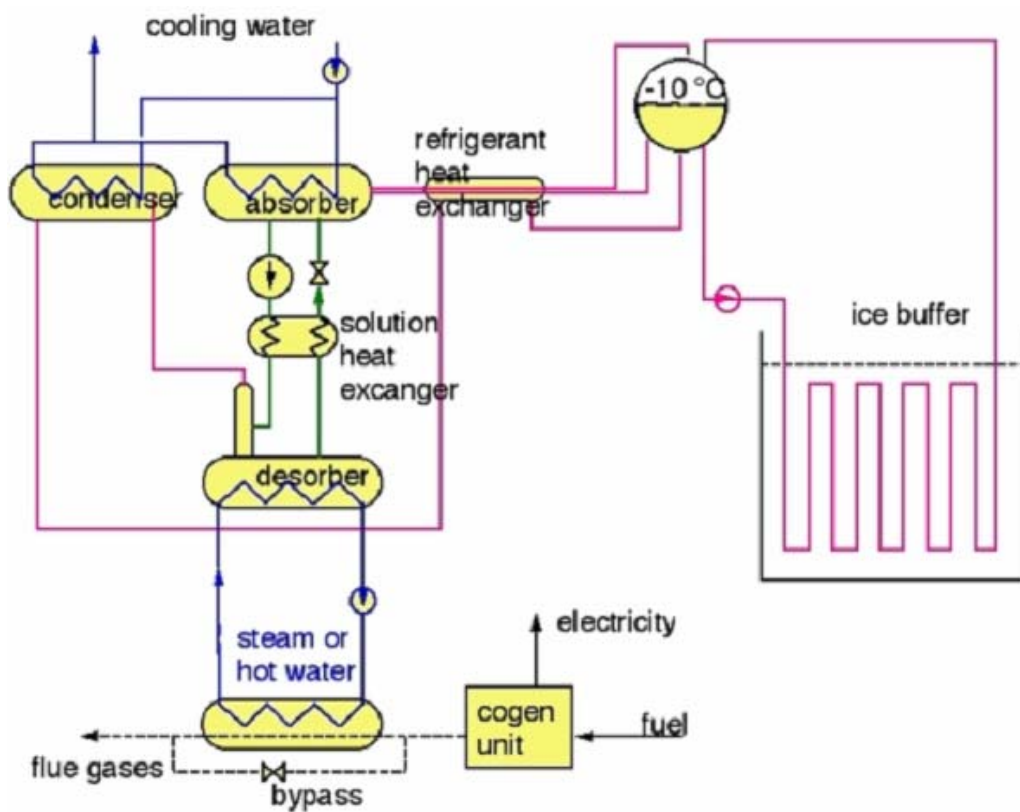 cooling water
-10 °C
refrigerant
heat
exchanger
condenser
absorber
solution
heat
excanger
ice buffer
desorber
steam or
hot water
electricity
cogen
unit
fuel
flue gases
bypass